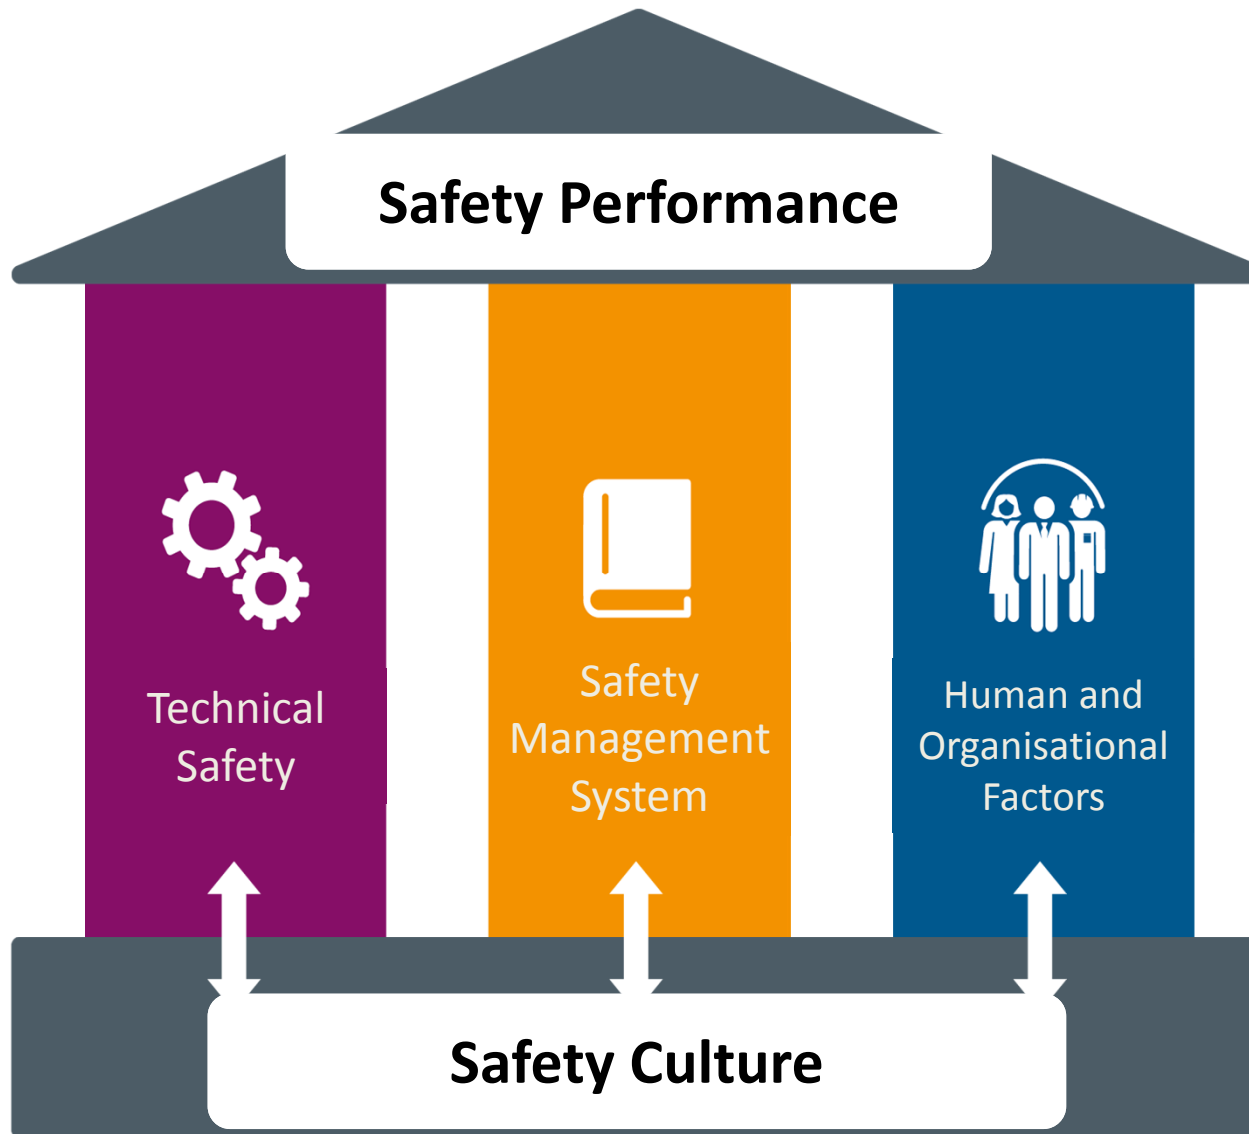 Safety Performance
Technical
Safety
Safety
Management
System
Human and
Organisational
Factors
Safety Culture